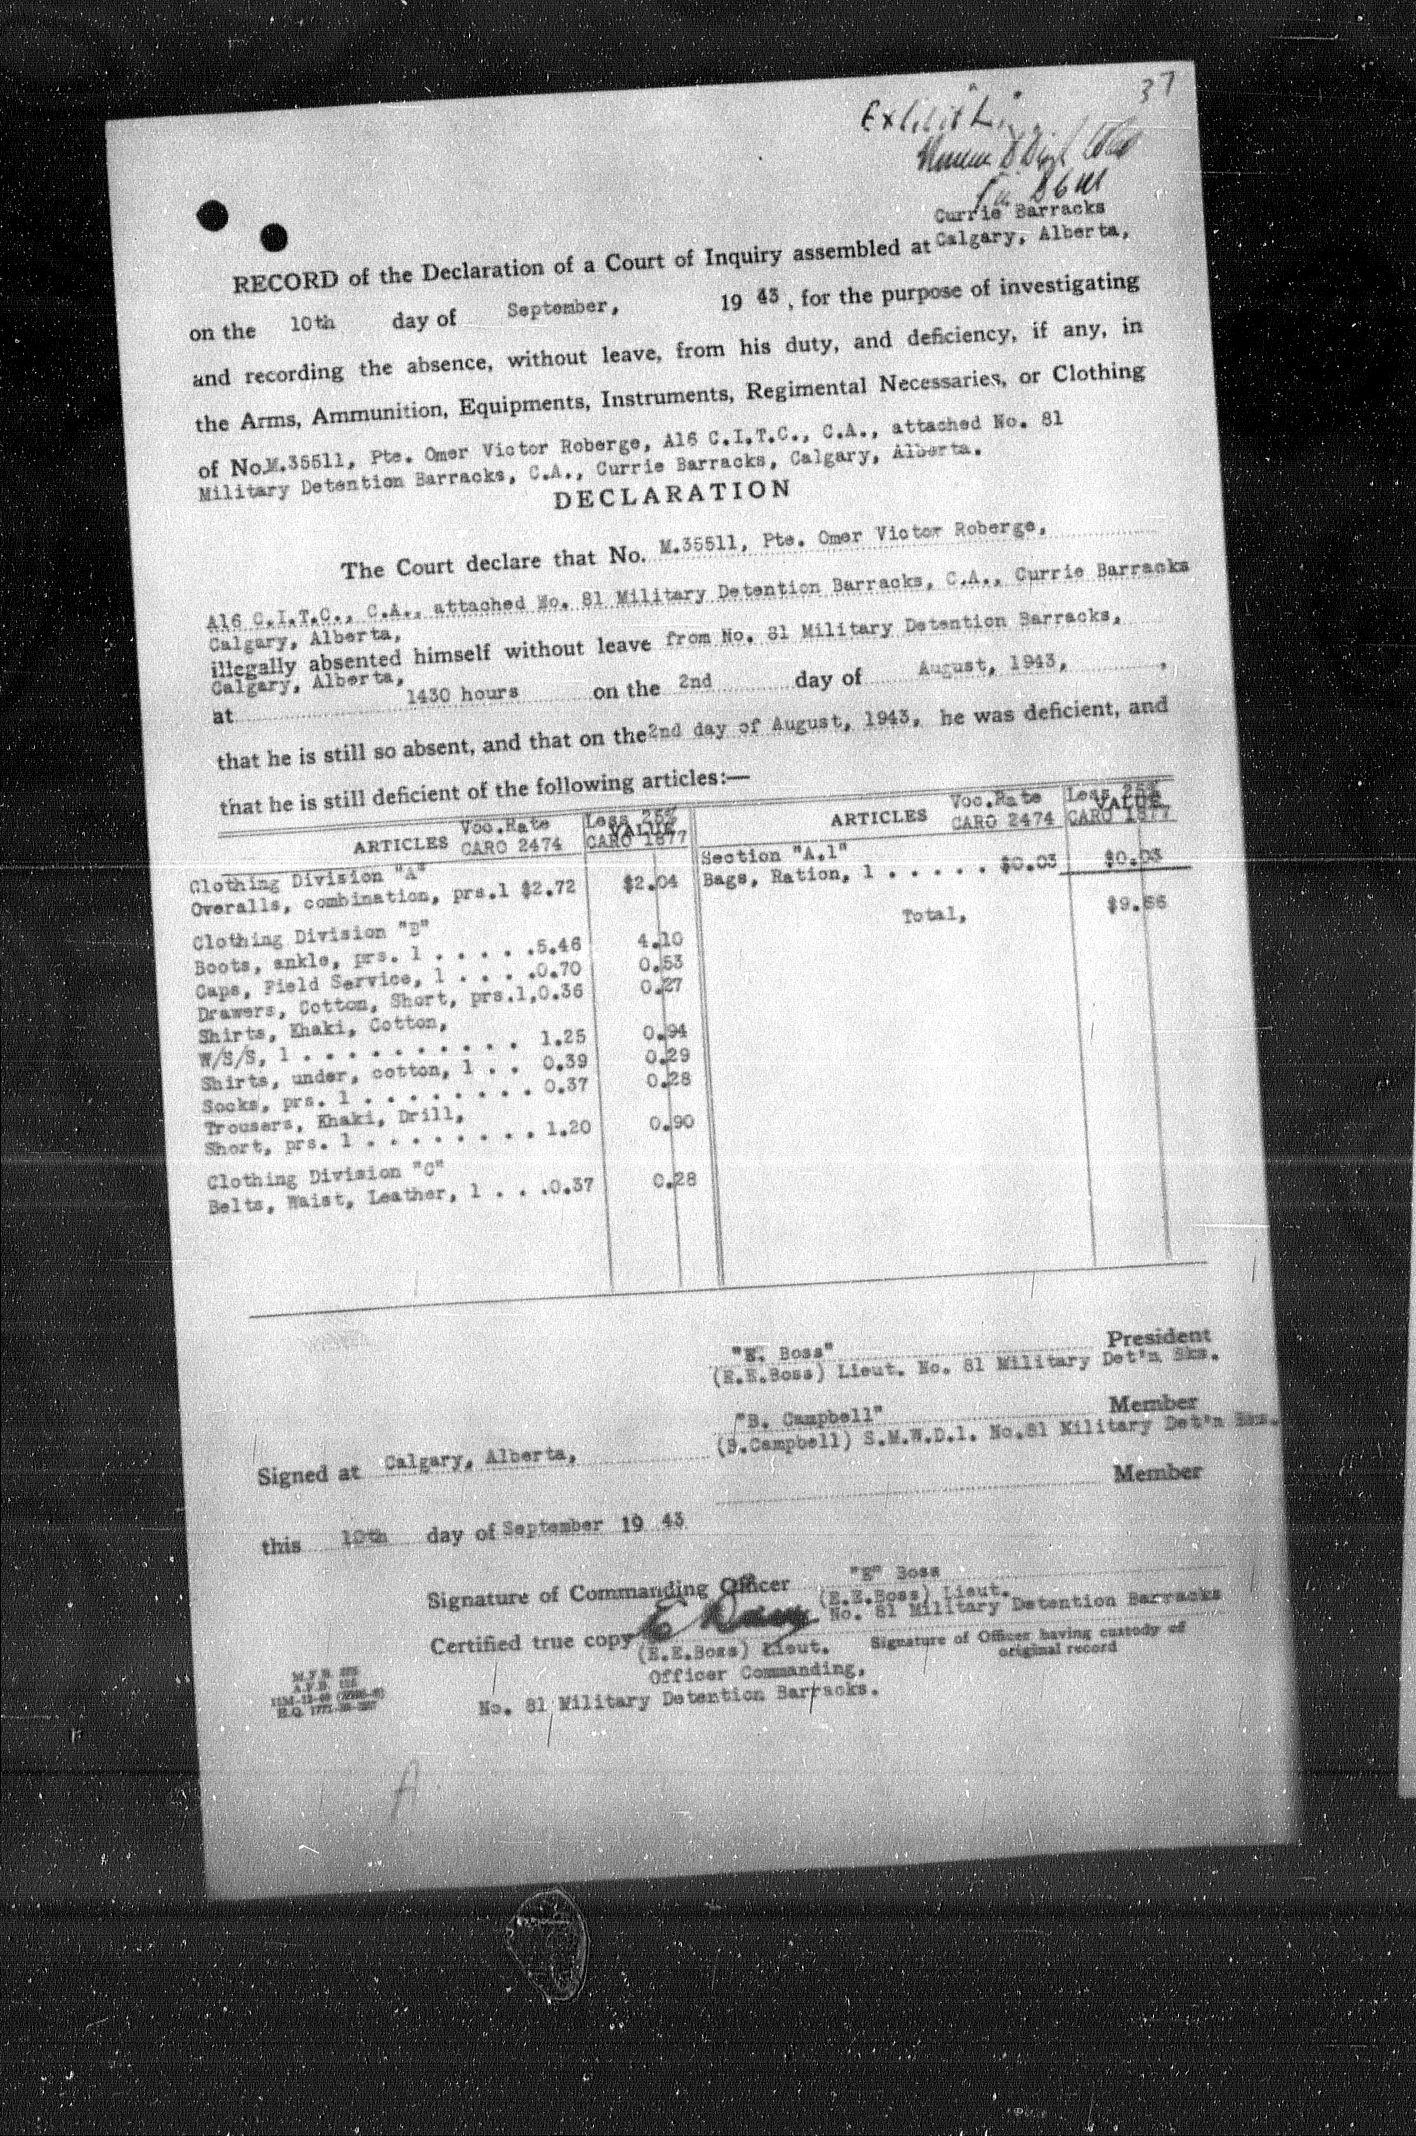 37
Exhibit "L"
Currie Barracks
RECORD of the Declaration of a Court of Inquiry assembled at Calgary, Alberta,
on the 10th day of September, 19 43, for the purpose of investigating
and recording the absence, without leave, from his duty, and deficiency, if any, in
the Arms, Ammunition, Equipments, Instruments, Regimental Necessaries, or Clothing
of No. M.35511, Pte. Omer Victor Roberge, A16 C.I.T.C., C.A., attached No. 81
Military Detention Barracks, C.A., Currie Barracks, Calgary, Alberta.
DECLARATION
The Court declare that No. M.35511, Pte. Omer Victor Roberge,
A16 C.I.T.C., C.A., attached No. 81 Military Detention Barracks, C.A., Currie Barracks
Calgary, Alberta,
illegally absented himself without leave from No. 81 Military Detention Barracks,
Calgary, Alberta,
at 1430 hours on the 2nd day of August, 1943,
that he is still so absent, and that on the 2nd day of August, 1943, he was deficient, and
that he is still deficient of the following articles:—
ARTICLES Voc.Rate CARO 2474 Less 25% VALUE CARO 1877 ARTICLES Voc.Rate CARO 2474 Less 25% VALUE CARO 1877
Clothing Division "A"
Overalls, combination, prs.1 $2.72 $2.04
Clothing Division "B"
Boots, ankle, prs. 1 . . . . .5.46 4.10
Caps, Field Service, 1 . . . .0.70 0.53
Drawers, Cotton, Short, prs.1,0.36 0.27
Shirts, Khaki, Cotton,
W/S/S, 1 . . . . . . . . . . 1.25 0.94
Shirts, under, cotton, 1 . . 0.39 0.29
Socks, prs. 1 . . . . . . . . 0.37 0.28
Trousers, Khaki, Drill,
Short, prs. 1 . . . . . . . . 1.20 0.90
Clothing Division "C"
Belts, Waist, Leather, 1 . . .0.37 0.28
Section "A.1"
Bags, Ration, 1 . . . . . $0.03 $0.03
Total, $9.66
"E. Boss" President
(E.E.Boss) Lieut. No. 81 Military Det'n Bks.
"B. Campbell" Member
(B.Campbell) S.M.W.D.1. No.81 Military Det'n Bks.
Signed at Calgary, Alberta,
Member
this 10th day of September 19 43
Signature of Commanding Officer "E" Boss
(E.E.Boss) Lieut.
No. 81 Military Detention Barracks
Certified true copy
Signature of Officer having custody of
original record
(E.E.Boss) Lieut.
Officer Commanding,
No. 81 Military Detention Barracks.
A